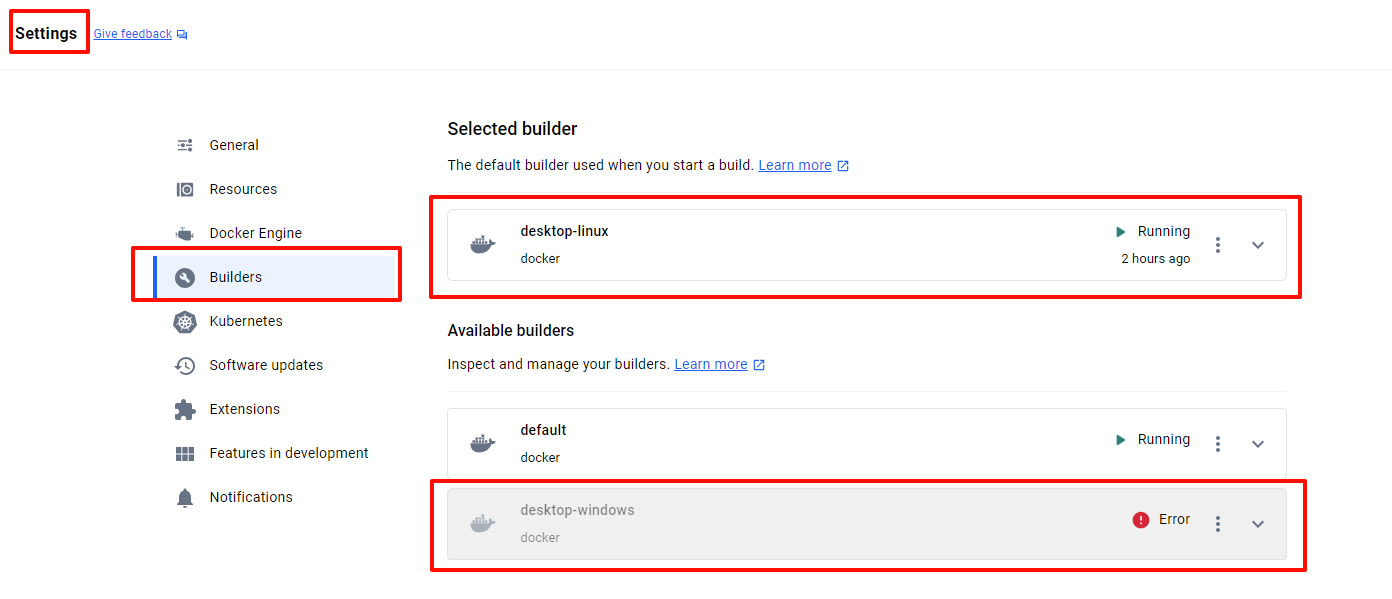 Settings Give feedback
General
Resources
Docker Engine
Builders
Kubernetes
Software updates
Extensions
Features in development
Notifications
Selected builder
The default builder used when you start a build. Learn more
desktop-linux Running
docker 2 hours ago
Available builders
Inspect and manage your builders. Learn more
default Running
docker
desktop-windows Error
docker